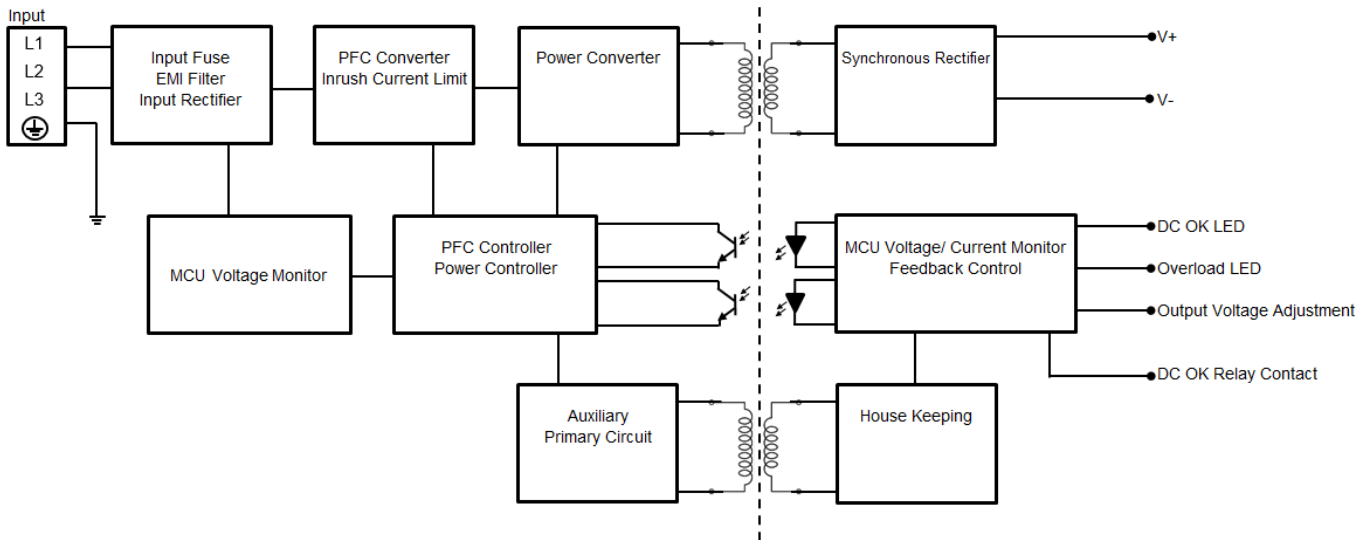 Input
L1
L2
L3
Input Fuse
EMI Filter
Input Rectifier
PFC Converter
Inrush Current Limit
Power Converter
Synchronous Rectifier
V+
V-
MCU Voltage Monitor
PFC Controller
Power Controller
MCU Voltage/ Current Monitor
Feedback Control
DC OK LED
Overload LED
Output Voltage Adjustment
DC OK Relay Contact
Auxiliary
Primary Circuit
House Keeping